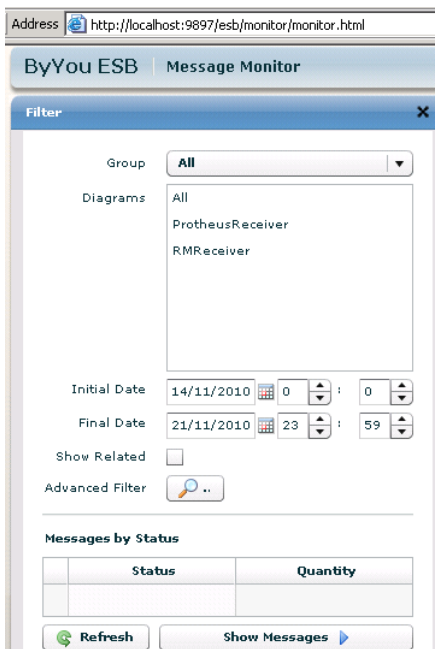 Address http://localhost:9897/esb/monitor/monitor.html
ByYou ESB Message Monitor
Filter
Group All
Diagrams All
ProtheusReceiver
RMReceiver
Initial Date 14/11/2010 0 : 0
Final Date 21/11/2010 23 : 59
Show Related
Advanced Filter ..
Messages by Status
Status Quantity
Refresh Show Messages